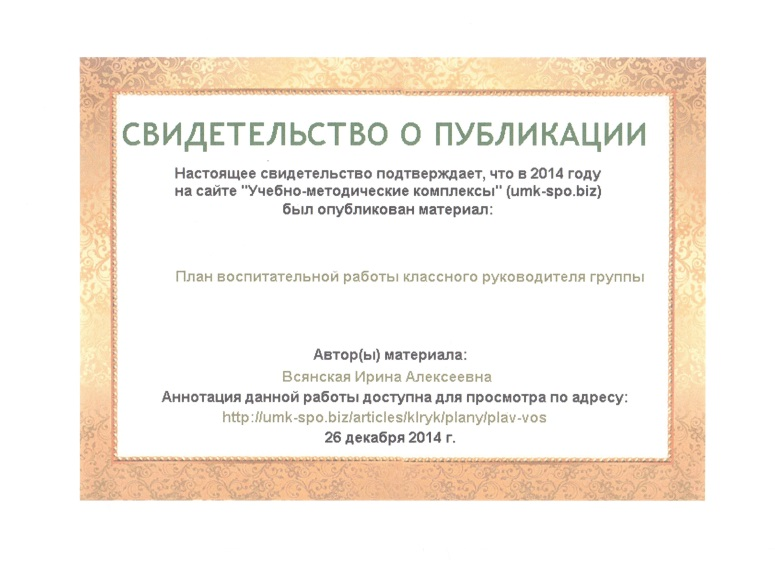 СВИДЕТЕЛЬСТВО О ПУБЛИКАЦИИ
Настоящее свидетельство подтверждает, что в 2014 году
на сайте "Учебно-методические комплексы" (umk-spo.biz)
был опубликован материал:
План воспитательной работы классного руководителя группы
Автор(ы) материала:
Всянская Ирина Алексеевна
Аннотация данной работы доступна для просмотра по адресу:
http://umk-spo.biz/articles/klryk/plany/plav-vos
26 декабря 2014 г.